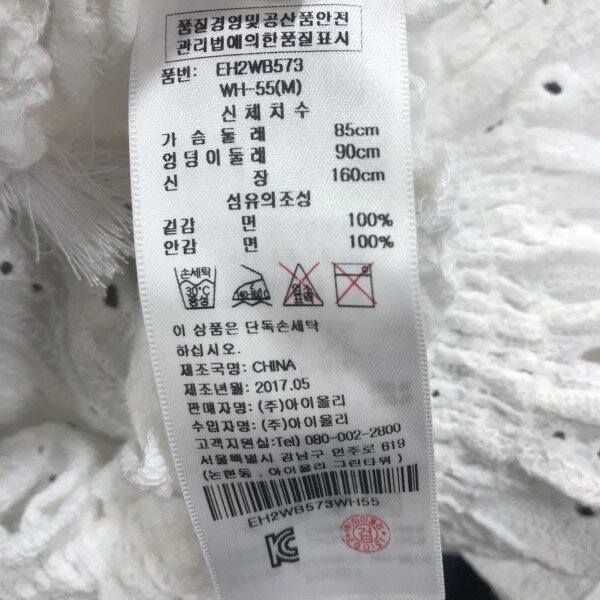 품질경영및공산품안전
관리법에의한품질표시
품번: EH2WB573
WH-55(M)
신체치수
가슴둘레 85cm
엉덩이둘레 90cm
신장 160cm
섬유의조성
겉감 면 100%
안감 면 100%
손세탁
30°C
중성
이 상품은 단독손세탁
하십시오.
제조국명: CHINA
제조년월: 2017.05
판매자명: (주)아이올리
수입자명: (주)아이올리
고객지원실:Tel) 080-002-2800
서울특별시 강남구 언주로 619
(논현동. 아이올리 그린타워)
EH2WB573WH55
KC
검